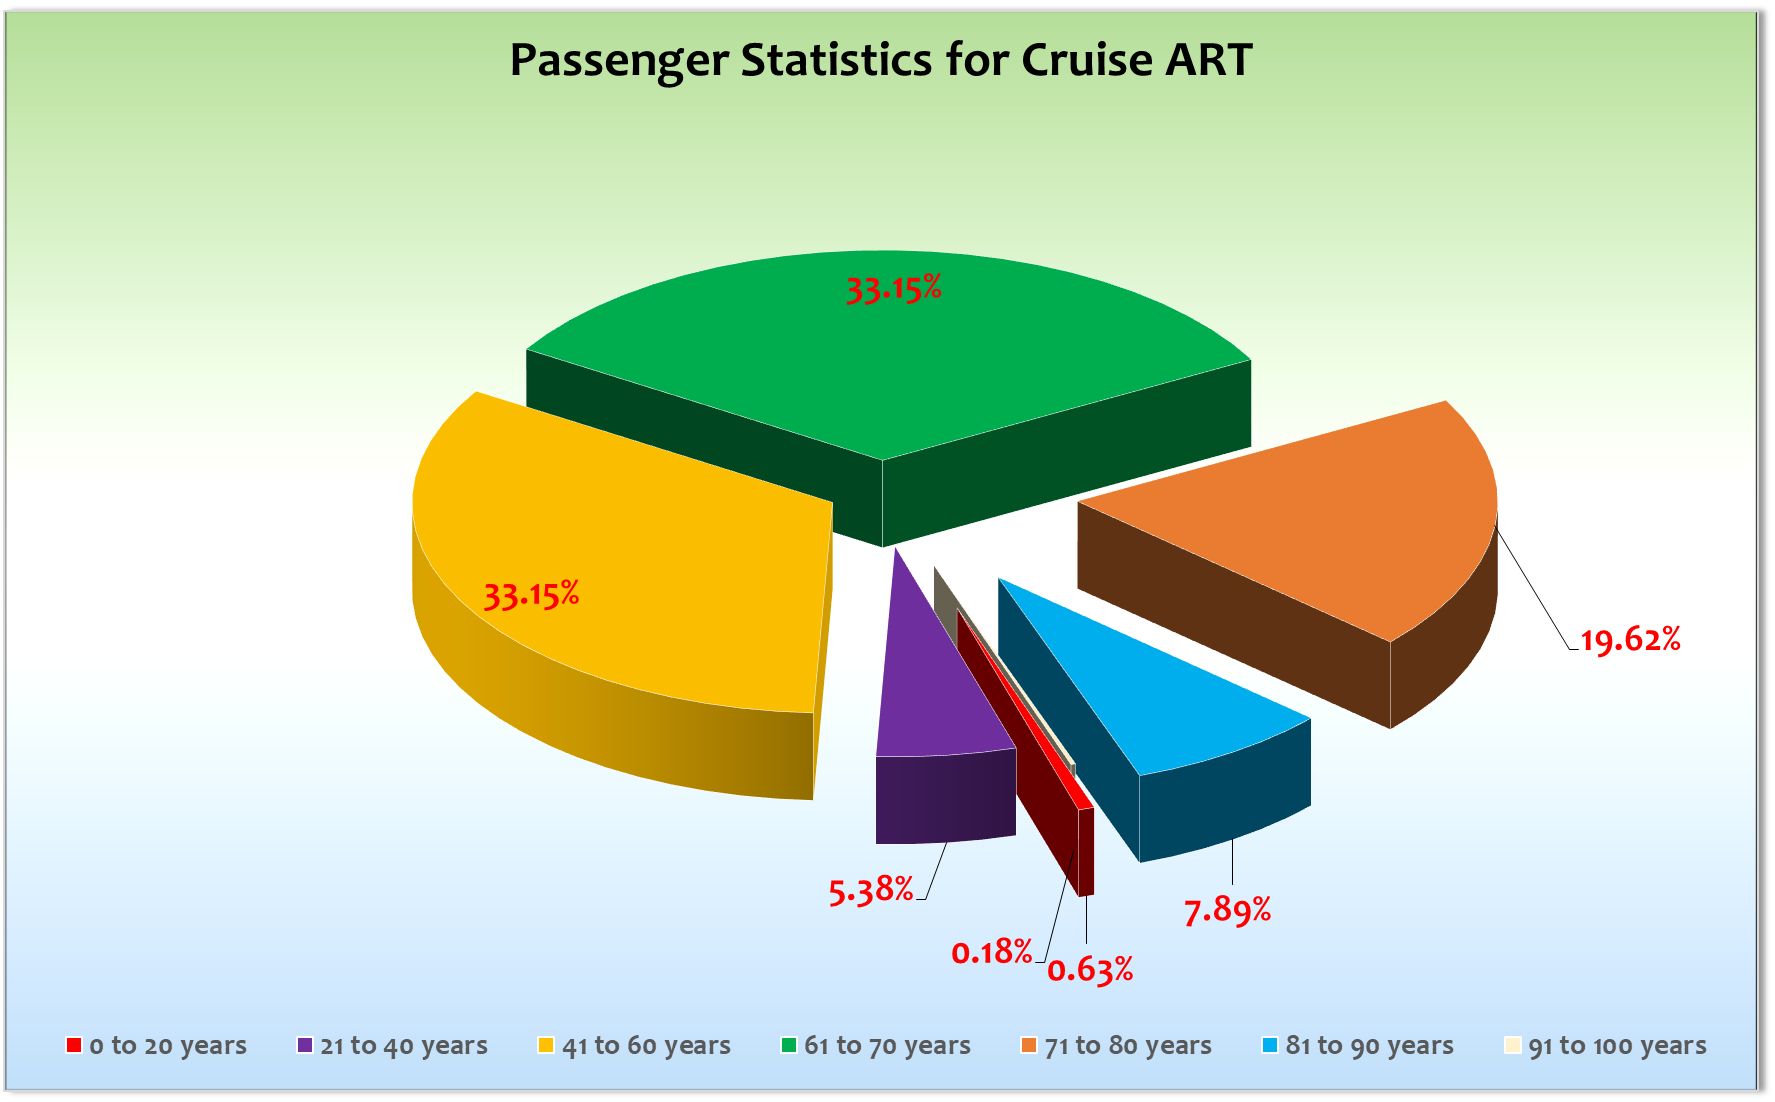 Passenger Statistics for Cruise ART
33.15%
33.15%
19.62%
5.38%
7.89%
0.18%
0.63%
0 to 20 years
21 to 40 years
41 to 60 years
61 to 70 years
71 to 80 years
81 to 90 years
91 to 100 years